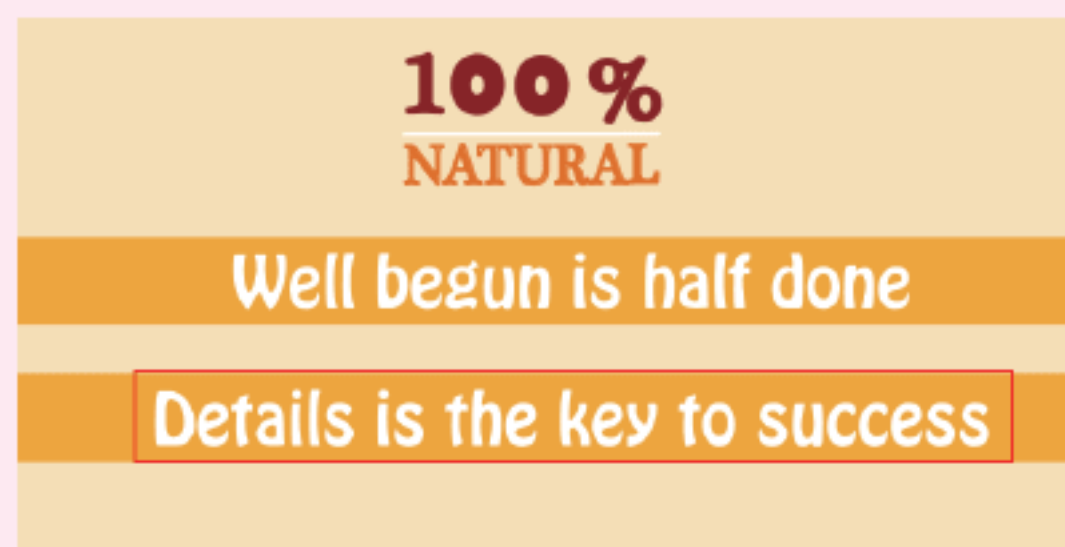 100 %
NATURAL
Well begun is half done
Details is the key to success